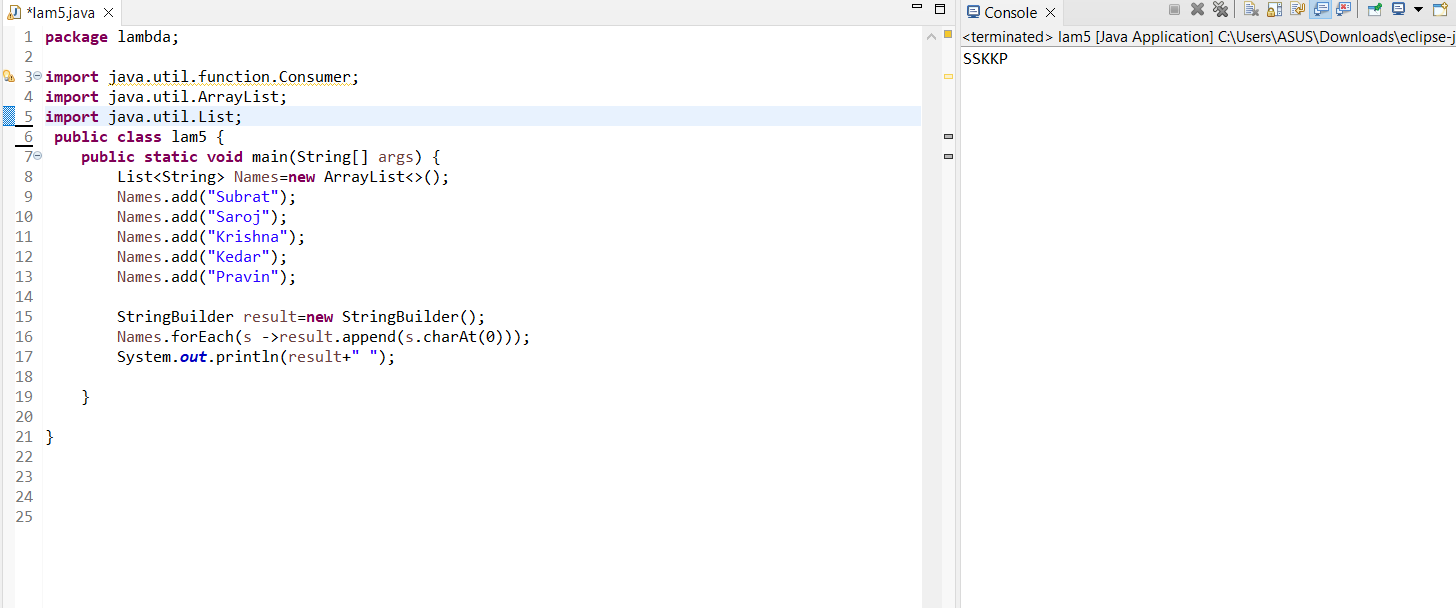 *lam5.java
1 package lambda;
2
3 import java.util.function.Consumer;
4 import java.util.ArrayList;
5 import java.util.List;
6  public class lam5 {
7     public static void main(String[] args) {
8         List<String> Names=new ArrayList<>();
9         Names.add("Subrat");
10         Names.add("Saroj");
11         Names.add("Krishna");
12         Names.add("Kedar");
13         Names.add("Pravin");
14
15         StringBuilder result=new StringBuilder();
16         Names.forEach(s ->result.append(s.charAt(0)));
17         System.out.println(result+" ");
18
19     }
20
21 }
22
23
24
25
Console
<terminated> lam5 [Java Application] C:\Users\ASUS\Downloads\eclipse-j
SSKKP